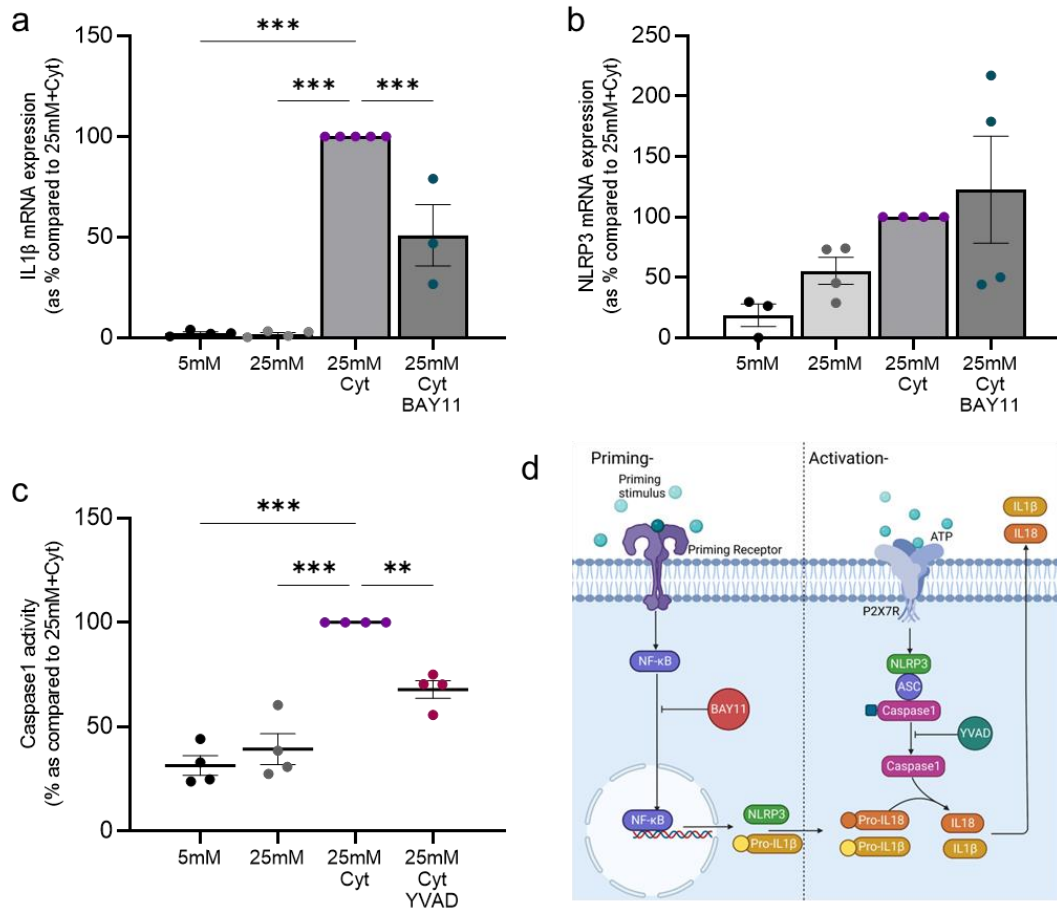 a
IL1β mRNA expression
(as % compared to 25mM+Cyt)
150
100
50
0
***
*** ***
5mM
25mM
25mM
Cyt
25mM
Cyt
BAY11
b
NLRP3 mRNA expression
(as % compared to 25mM+Cyt)
250
200
150
100
50
0
5mM
25mM
25mM
Cyt
25mM
Cyt
BAY11
c
Caspase1 activity
(% as compared to 25mM+Cyt)
150
100
50
0
***
*** **
5mM
25mM
25mM
Cyt
25mM
Cyt
YVAD
d
Priming-
Priming
stimulus
Priming Receptor
NF-κB
BAY11
NF-κB
NLRP3
Pro-IL1β
Activation-
ATP
P2X7R
NLRP3
ASC
Caspase1
YVAD
Caspase1
Pro-IL18
Pro-IL1β
IL18
IL1β
IL1β
IL18